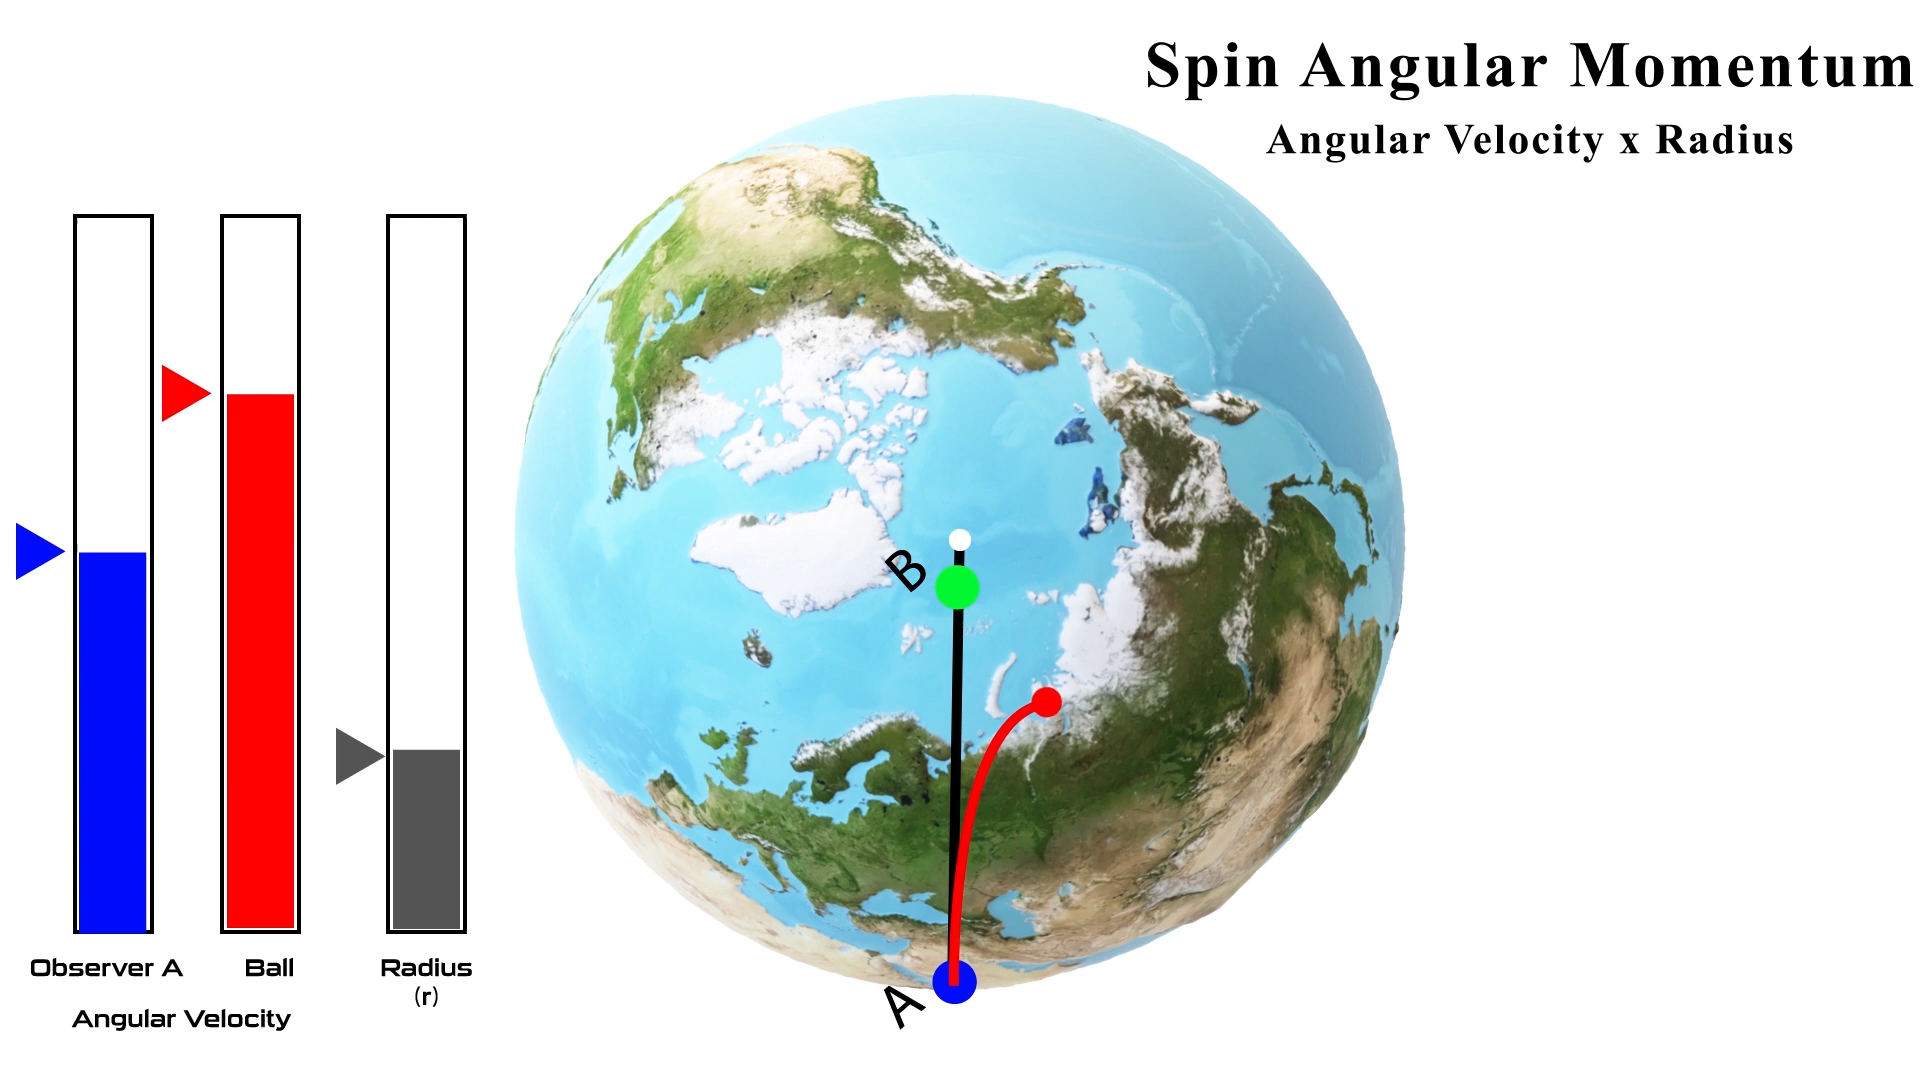 Spin Angular Momentum
Angular Velocity x Radius
B
A
Observer A
Ball
Radius
(r)
Angular Velocity